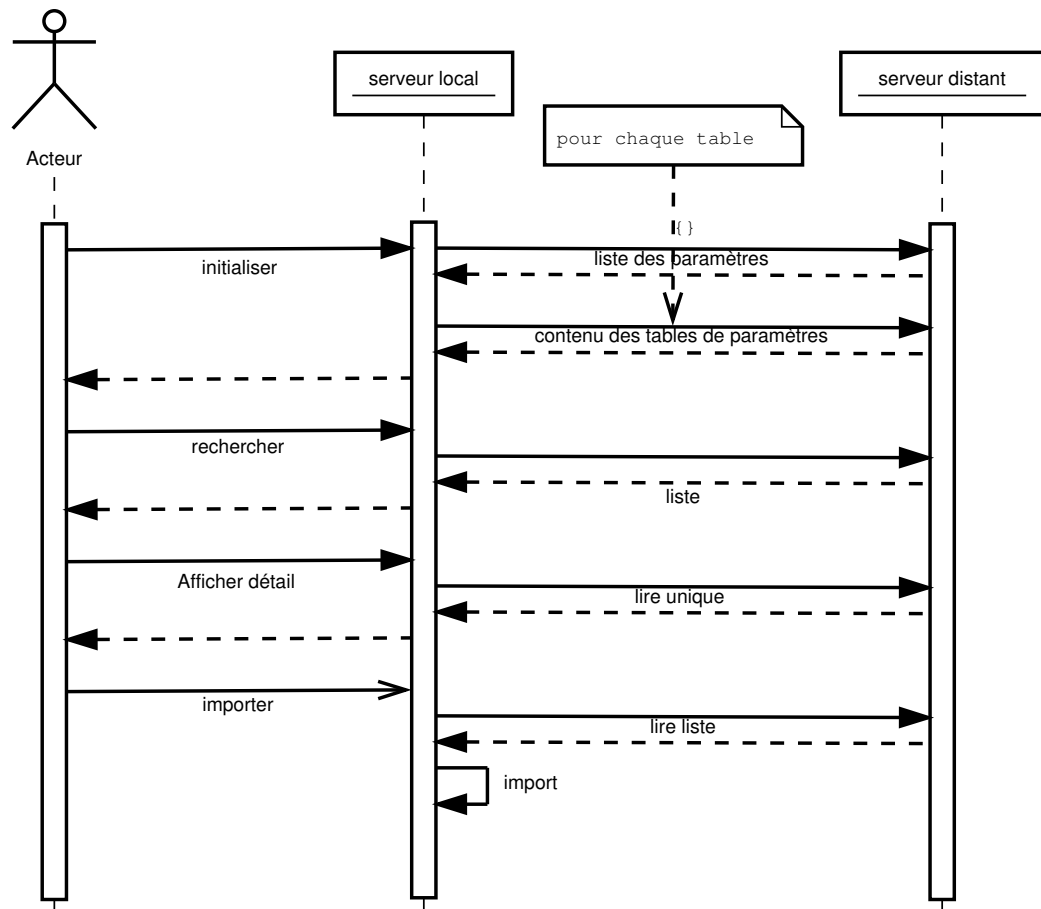 serveur local
serveur distant
pour chaque table
Acteur
{ }
initialiser
liste des paramètres
contenu des tables de paramètres
rechercher
liste
Afficher détail
lire unique
importer
lire liste
import